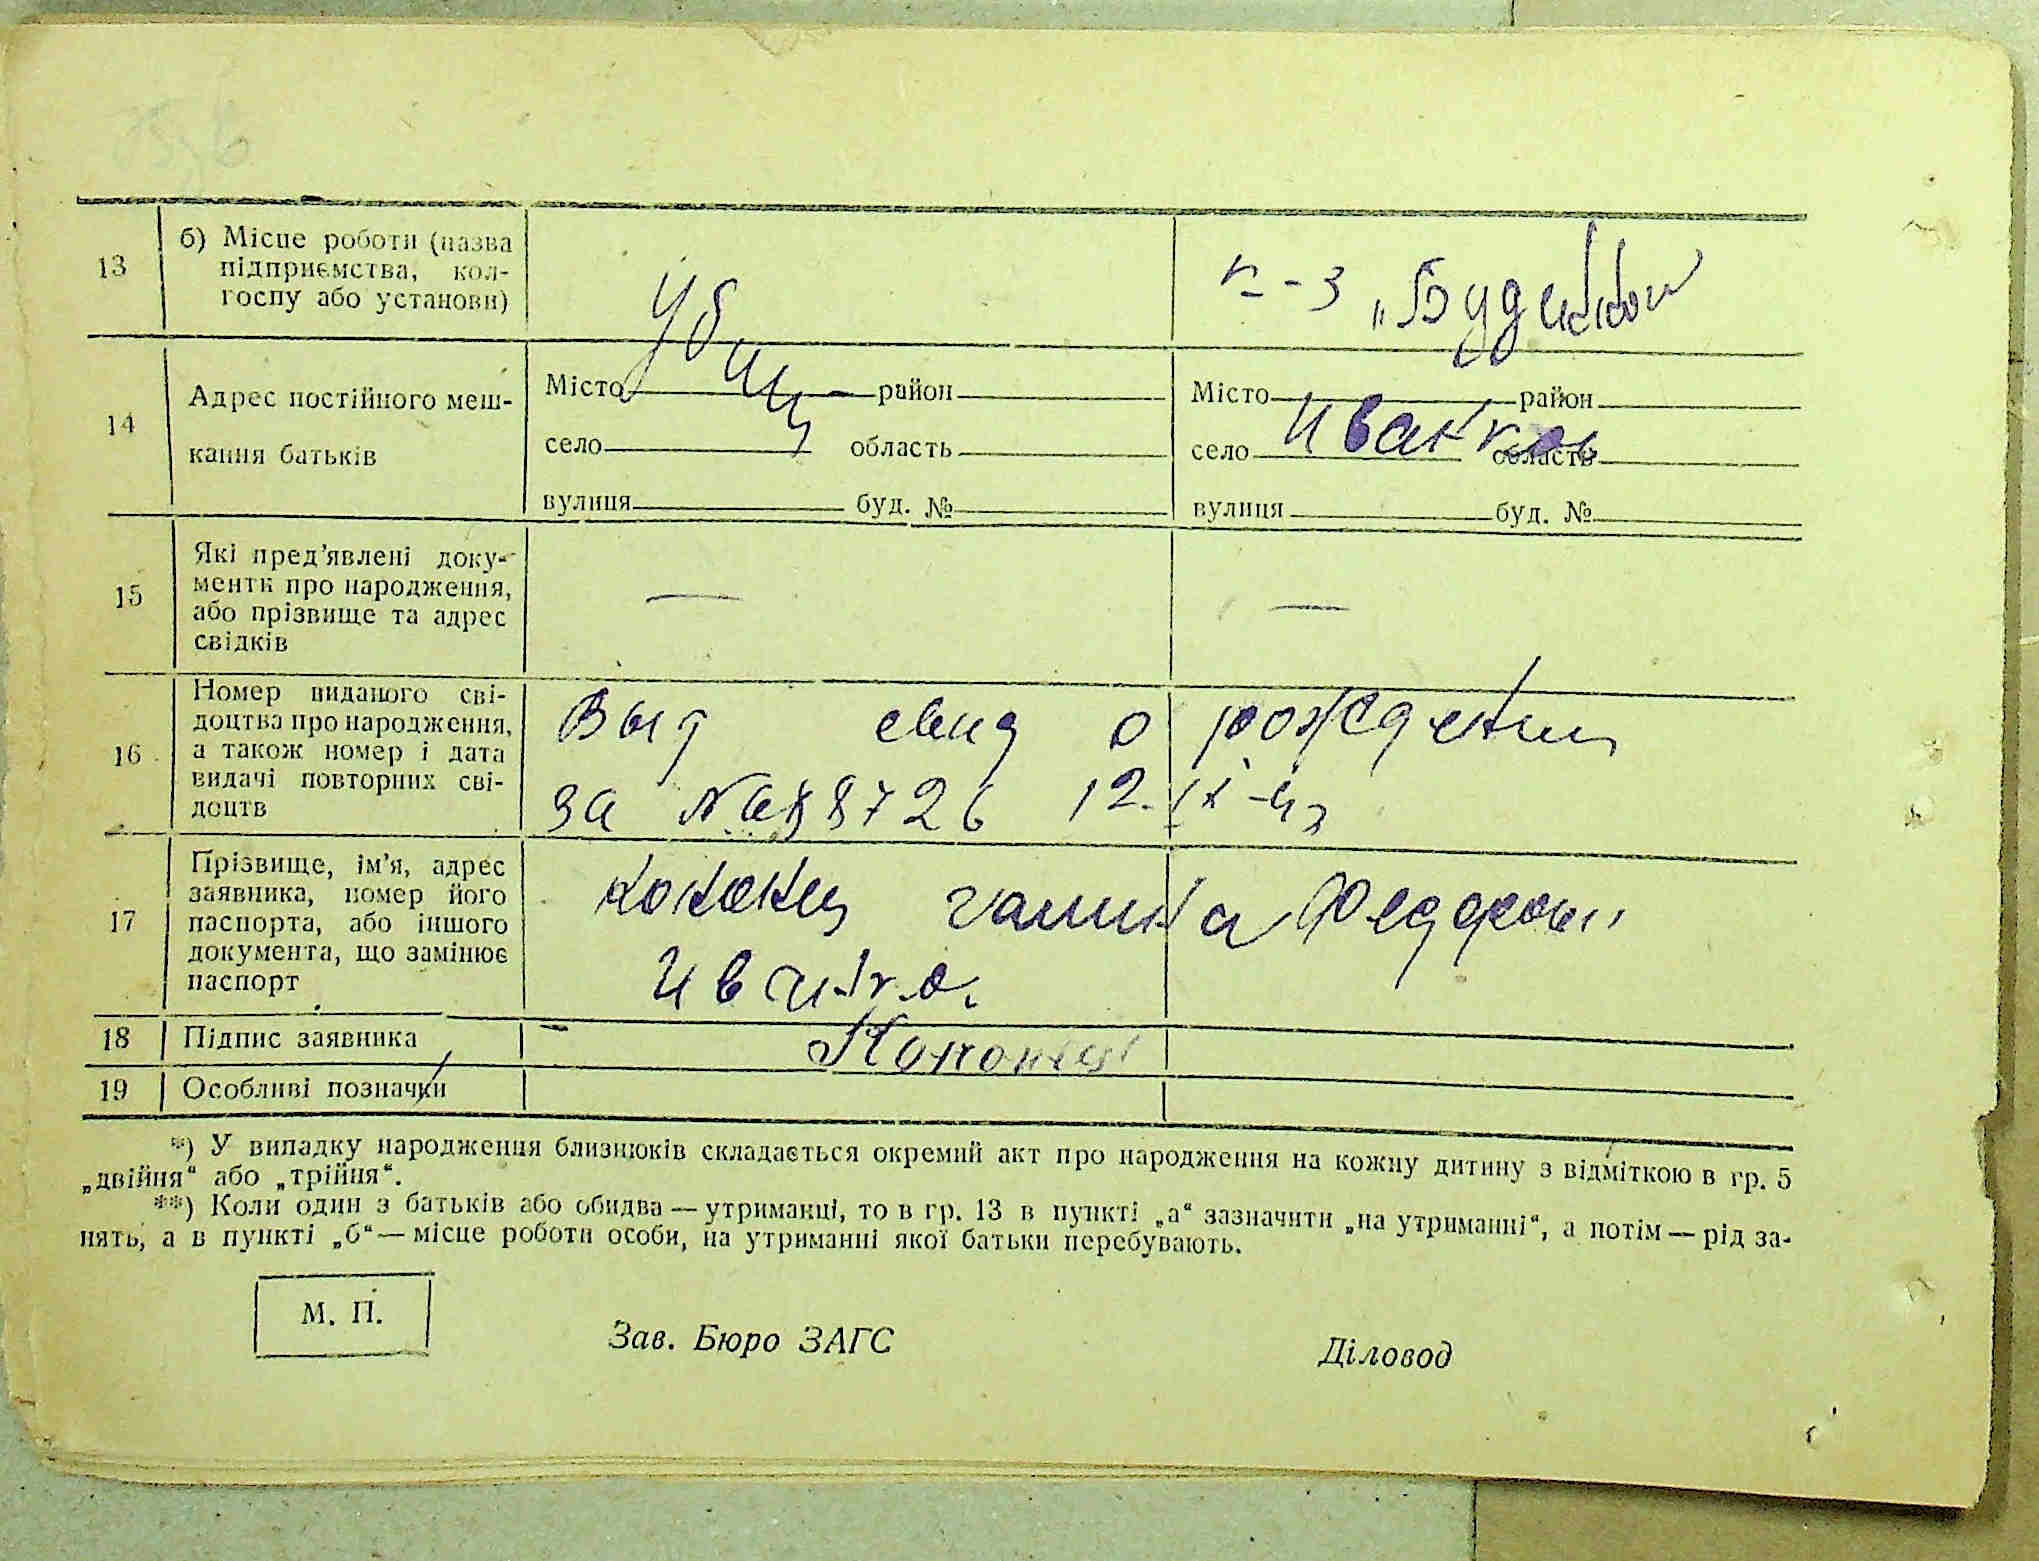 13
б) Місце роботи (назва
підприємства, кол-
госпу або установи)
к-з „Будьонном
14
Адрес постійного меш-
кання батьків
Місто район
село область
вулиця буд. №
Місто район
село область
вулиця буд. №
15
Які пред’явлені доку-
менти про народження,
або прізвище та адрес
свідків
—
—
16
Номер виданого сві-
доцтва про народження,
а також номер і дата
видачі повторних сві-
доцтв
Выд свид о рождении
за № 88726 12. IX-43
17
Прізвище, ім’я, адрес
заявника, номер його
паспорта, або іншого
документа, що замінює
паспорт
галина
18
Підпис заявника
19
Особливі позначки
*) У випадку народження близнюків складається окремий акт про народження на кожну дитину з відміткою в гр. 5
„двійня“ або „трійня“.
**) Коли один з батьків або обидва — утриманці, то в гр. 13 в пункті „а“ зазначити „на утриманні“, а потім — рід за-
нять, а в пункті „б“ — місце роботи особи, на утриманні якої батьки перебувають.
М. П.
Зав. Бюро ЗАГС
Діловод